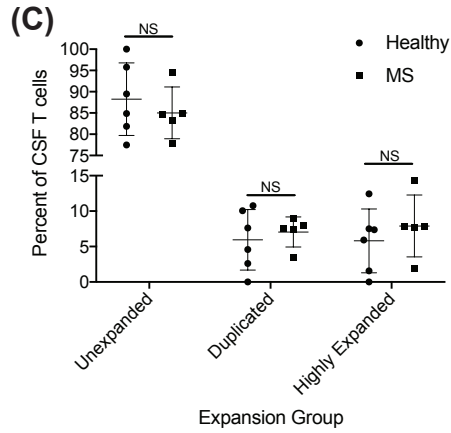 (C)
NS
Healthy
MS
100
95
90
85
80
75
Percent of CSF T cells
NS
NS
15
10
5
0
Unexpanded
Duplicated
Highly Expanded
Expansion Group